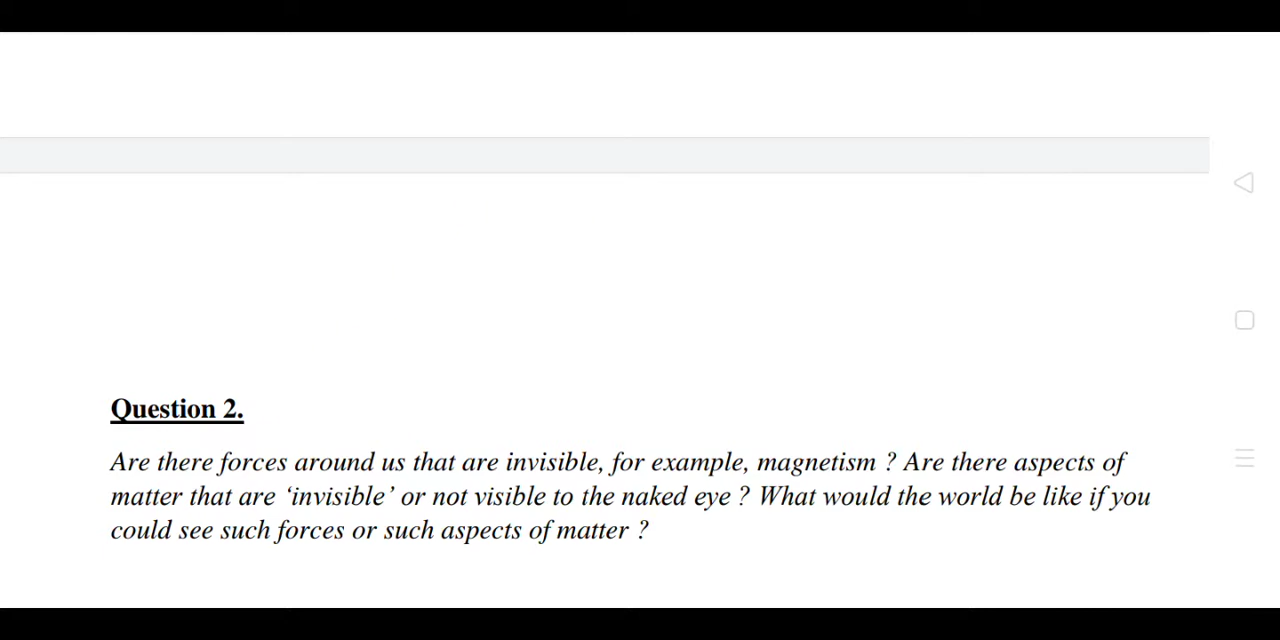 Question 2.
Are there forces around us that are invisible, for example, magnetism ? Are there aspects of
matter that are ‘invisible’ or not visible to the naked eye ? What would the world be like if you
could see such forces or such aspects of matter ?